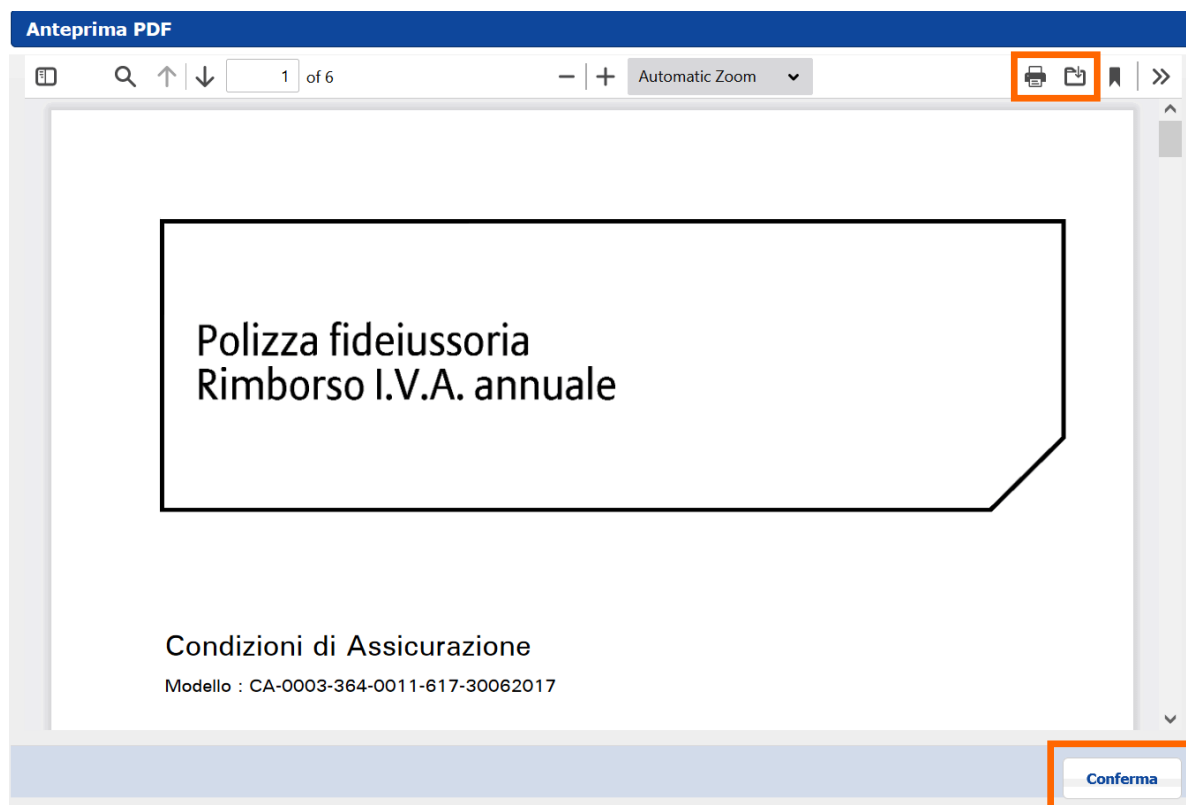 Anteprima PDF
1 of 6 Automatic Zoom
Polizza fideiussoria
Rimborso I.V.A. annuale
Condizioni di Assicurazione
Modello : CA-0003-364-0011-617-30062017
Conferma